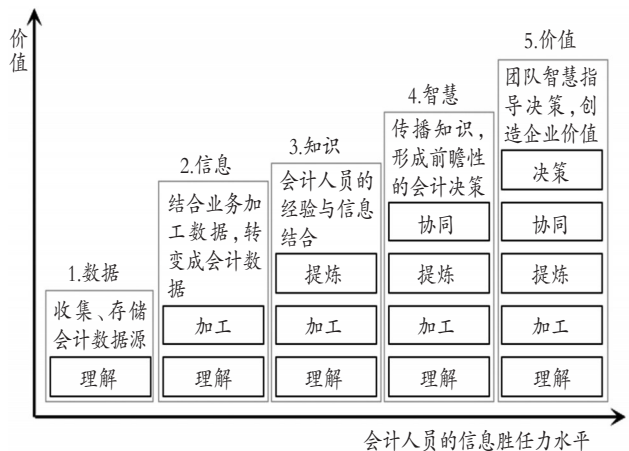 价
值
1.数据
收集、存储
会计数据源
理解
2.信息
结合业务加
工数据,转
变成会计数
据
加工
理解
3.知识
会计人员的
经验与信息
结合
提炼
加工
理解
4.智慧
传播知识,
形成前瞻性
的会计决策
协同
提炼
加工
理解
5.价值
团队智慧指
导决策,创
造企业价值
决策
协同
提炼
加工
理解
会计人员的信息胜任力水平